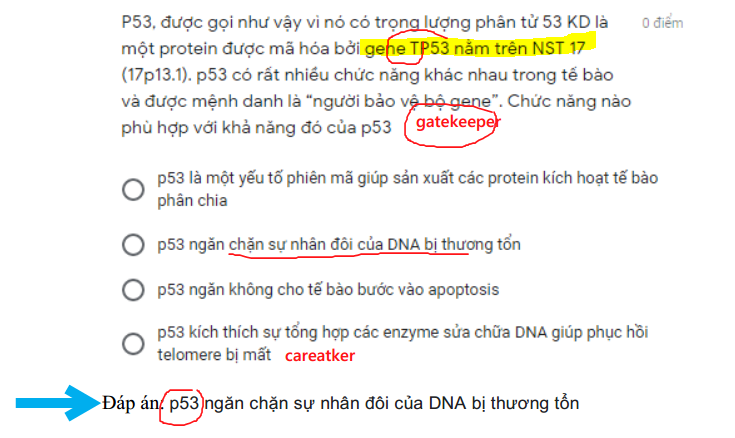 P53, được gọi như vậy vì nó có trọng lượng phân tử 53 KD là 0 điểm
một protein được mã hóa bởi gene TP53 nằm trên NST 17
(17p13.1). p53 có rất nhiều chức năng khác nhau trong tế bào
và được mệnh danh là “người bảo vệ bộ gene”. Chức năng nào
phù hợp với khả năng đó của p53 gatekeeper
p53 là một yếu tố phiên mã giúp sản xuất các protein kích hoạt tế bào
phân chia
p53 ngăn chặn sự nhân đôi của DNA bị thương tổn
p53 ngăn không cho tế bào bước vào apoptosis
p53 kích thích sự tổng hợp các enzyme sửa chữa DNA giúp phục hồi
telomere bị mất careatker
Đáp án: p53 ngăn chặn sự nhân đôi của DNA bị thương tổn